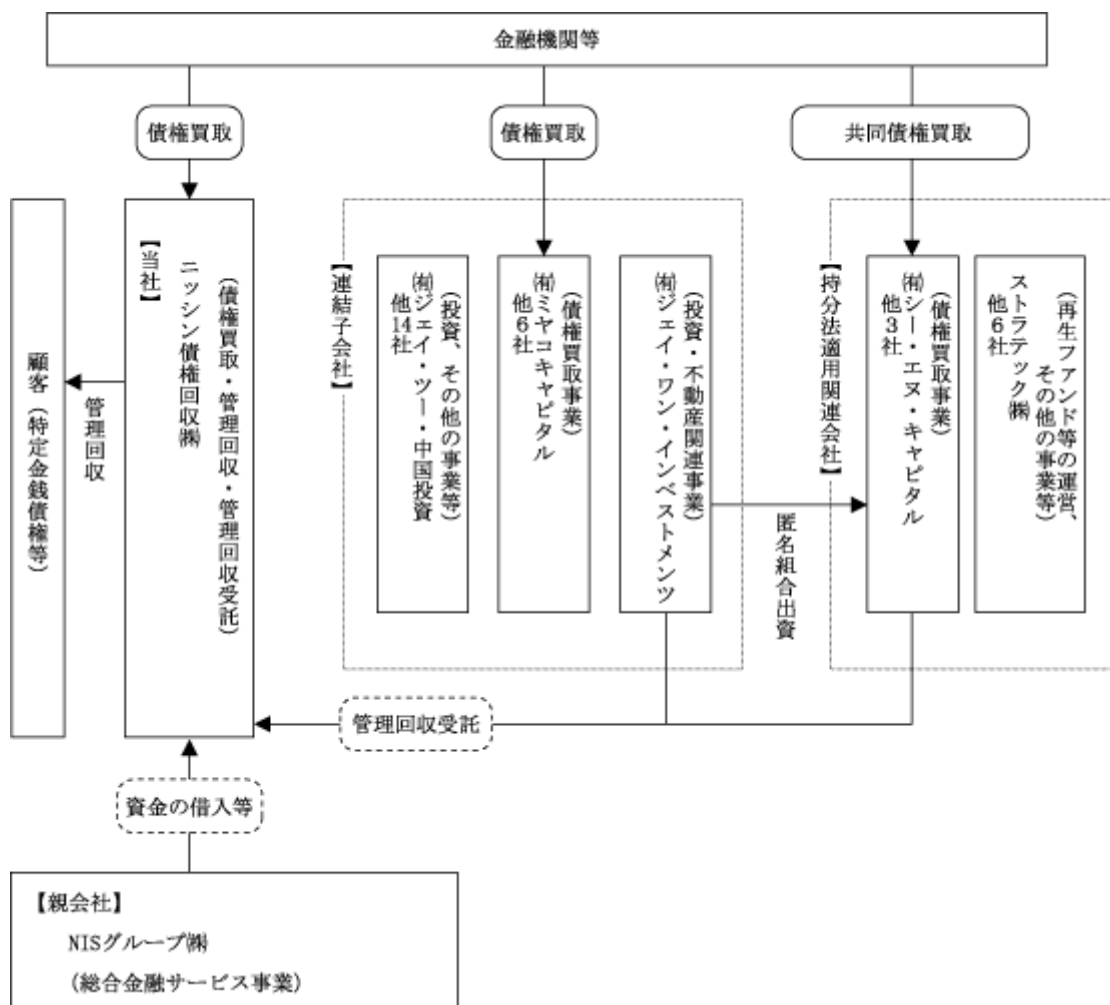 金融機関等
債権買取
債権買取
共同債権買取
顧客（特定金銭債権等）
管理回収
【当社】
ニッシン債権回収㈱
（債権買取・管理回収・管理回収受託）
【連結子会社】
㈲ジェイ・ツー・中国投資
他14社
（投資、その他の事業等）
㈲ミヤコキャピタル
他6社
（債権買取事業）
㈲ジェイ・ワン・インベストメンツ
（投資・不動産関連事業）
匿名組合出資
【持分法適用関連会社】
㈲シー・エヌ・キャピタル
他3社
（債権買取事業）
ストラテック㈱
他6社
（再生ファンド等の運営、
その他の事業等）
管理回収受託
資金の借入等
【親会社】
NISグループ㈱
（総合金融サービス事業）